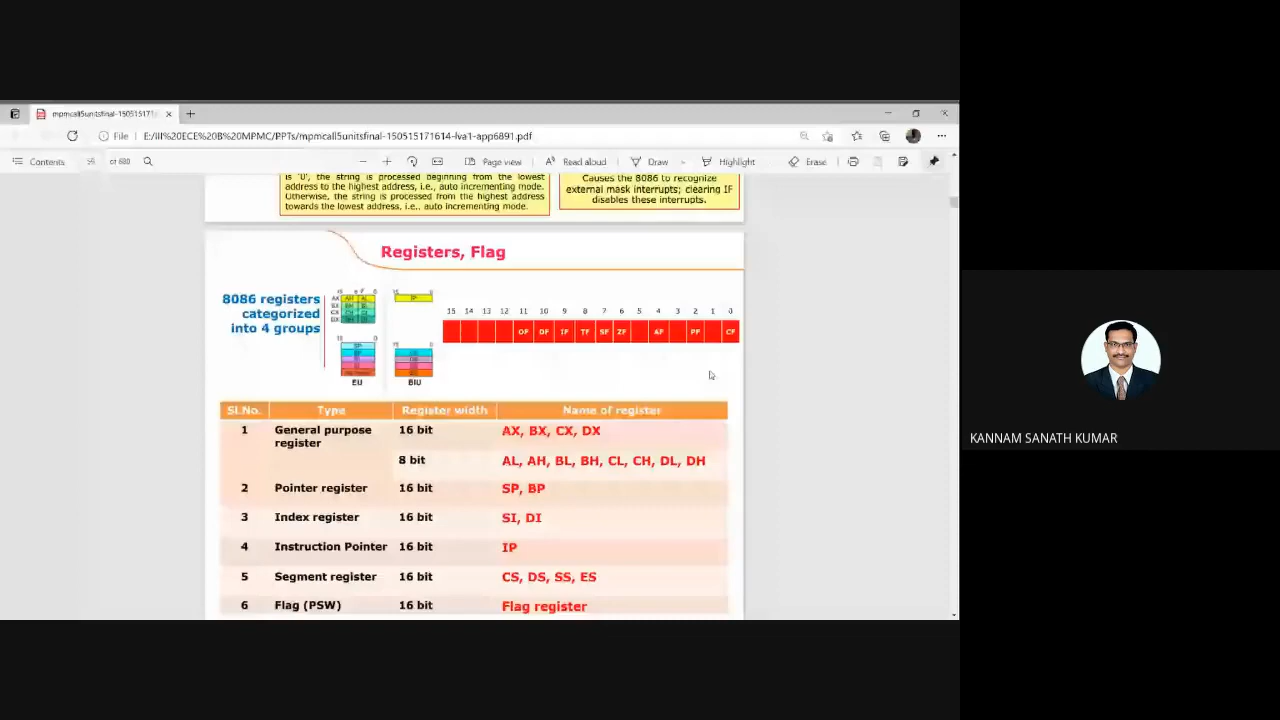 mpmcall5unitsfinal-150515171
File E:/III%20ECE%20B%20MPMC/PPTs/mpmcall5unitsfinal-150515171614-lva1-app6891.pdf
Contents 54 of 680 Page view Read aloud Draw Highlight Erase
is '0', the string is processed beginning from the lowest
address to the highest address, i.e., auto incrementing mode.
Otherwise, the string is processed from the highest address
towards the lowest address, i.e., auto incrementing mode.
Causes the 8086 to recognize
external mask interrupts; clearing IF
disables these interrupts.
Registers, Flag
8086 registers
categorized
into 4 groups
EU
BIU
15 14 13 12 11 10 9 8 7 6 5 4 3 2 1 0
OF DF IF TF SF ZF AF PF CF
Sl.No. Type Register width Name of register
1 General purpose register 16 bit AX, BX, CX, DX
8 bit AL, AH, BL, BH, CL, CH, DL, DH
2 Pointer register 16 bit SP, BP
3 Index register 16 bit SI, DI
4 Instruction Pointer 16 bit IP
5 Segment register 16 bit CS, DS, SS, ES
6 Flag (PSW) 16 bit Flag register
KANNAM SANATH KUMAR